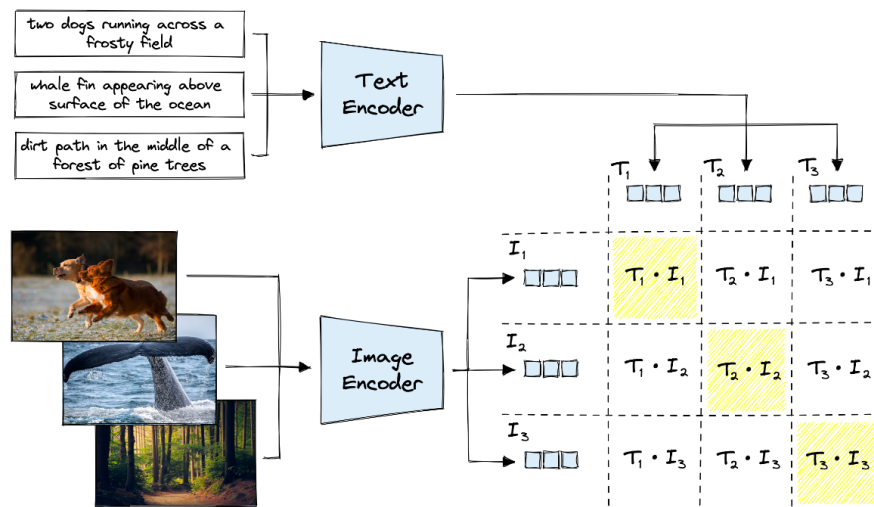 two dogs running across a
frosty field
whale fin appearing above
surface of the ocean
dirt path in the middle of a
forest of pine trees
Text
Encoder
Image
Encoder
T₁ T₂ T₃
I₁
T₁ · I₁ T₂ · I₁ T₃ · I₁
I₂
T₁ · I₂ T₂ · I₂ T₃ · I₂
I₃
T₁ · I₃ T₂ · I₃ T₃ · I₃